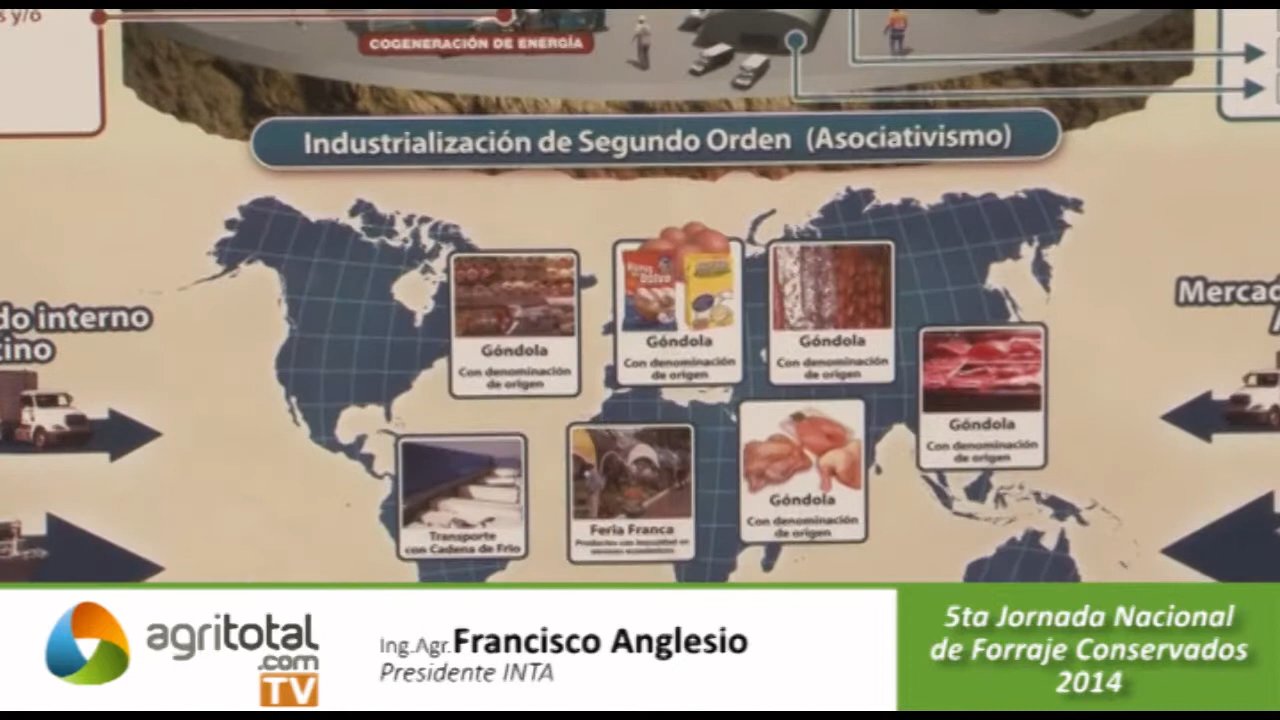 s y/o
COGENERACIÓN DE ENERGÍA
Industrialización de Segundo Orden (Asociativismo)
do interno
tino
Mercad
Góndola
Con denominación
de origen
Góndola
Con denominación
de origen
Góndola
Con denominación
de origen
Góndola
Con denominación
de origen
Transporte
con Cadena de Frío
Feria Franca
Góndola
Con denominación
de origen
agritotal
.com
TV
Ing.Agr. Francisco Anglesio
Presidente INTA
5ta Jornada Nacional
de Forraje Conservados
2014